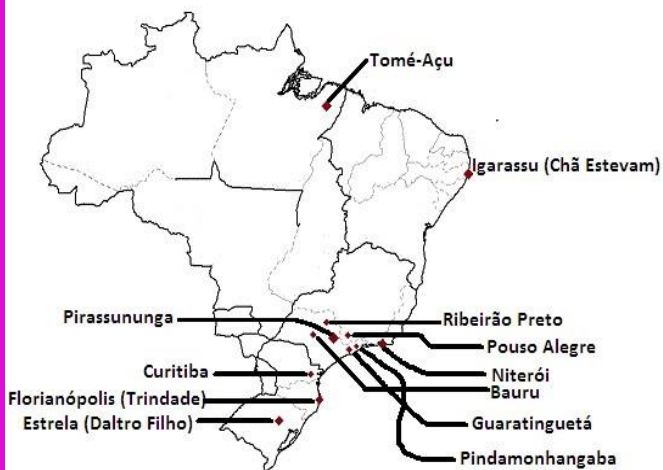 Tomé-Açu
Igarassu (Chã Estevam)
Pirassununga
Ribeirão Preto
Pouso Alegre
Curitiba
Niterói
Bauru
Florianópolis (Trindade)
Estrela (Daltro Filho)
Guaratinguetá
Pindamonhangaba